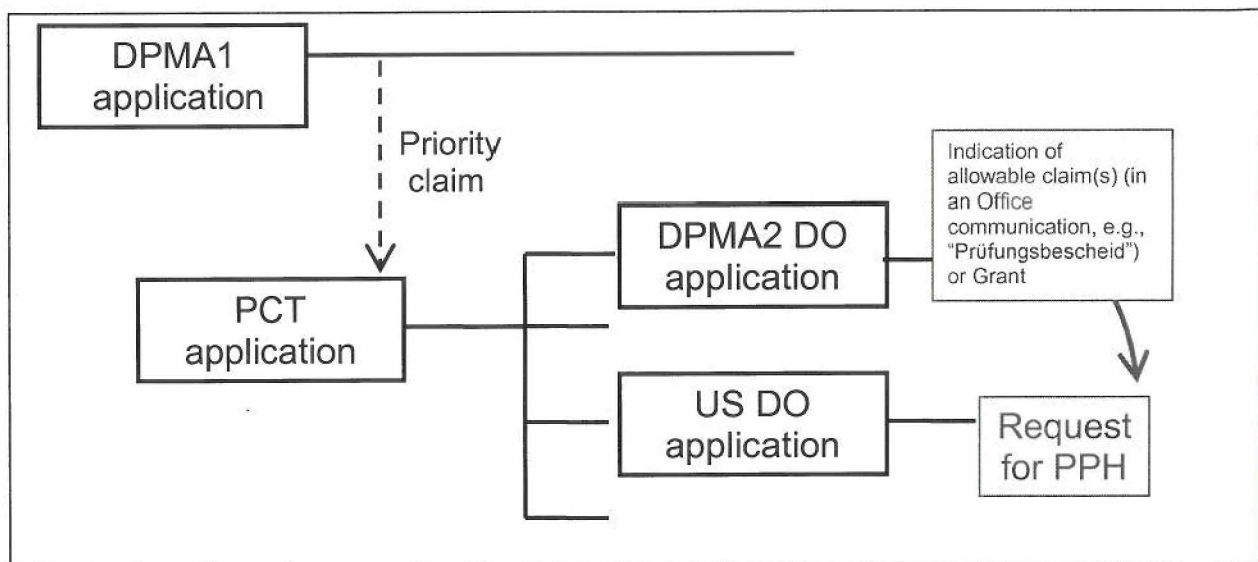 DPMA1
application
Priority
claim
PCT
application
DPMA2 DO
application
Indication of
allowable claim(s) (in
an Office
communication, e.g.,
“Prüfungsbescheid”)
or Grant
US DO
application
Request
for PPH